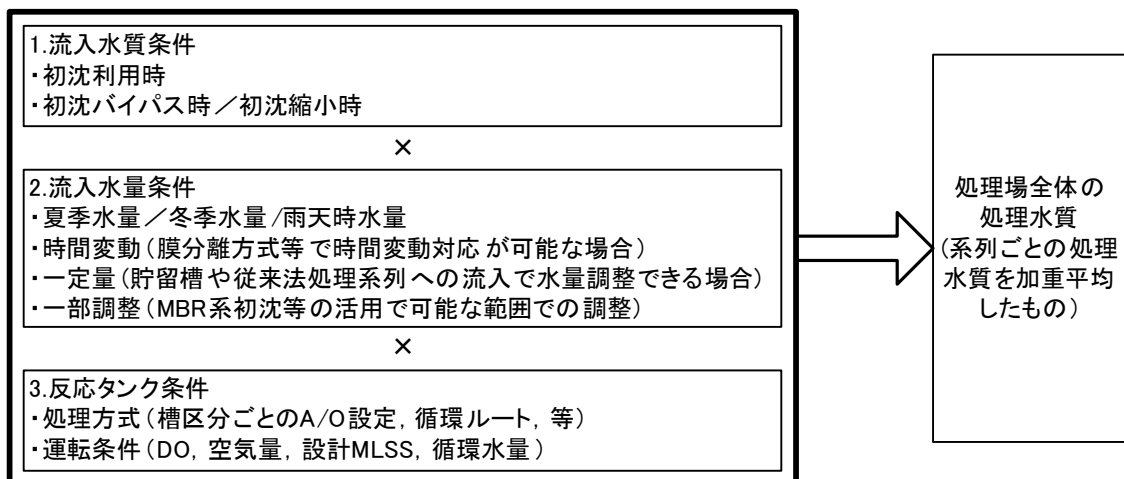 1.流入水質条件
・初沈利用時
・初沈バイパス時／初沈縮小時
×
2.流入水量条件
・夏季水量／冬季水量/雨天時水量
・時間変動（膜分離方式等で時間変動対応が可能な場合）
・一定量（貯留槽や従来法処理系列への流入で水量調整できる場合）
・一部調整（MBR系初沈等の活用で可能な範囲での調整）
×
3.反応タンク条件
・処理方式（槽区分ごとのA/O設定，循環ルート，等）
・運転条件（DO，空気量，設計MLSS，循環水量）
処理場全体の
処理水質
（系列ごとの処理
水質を加重平均
したもの）